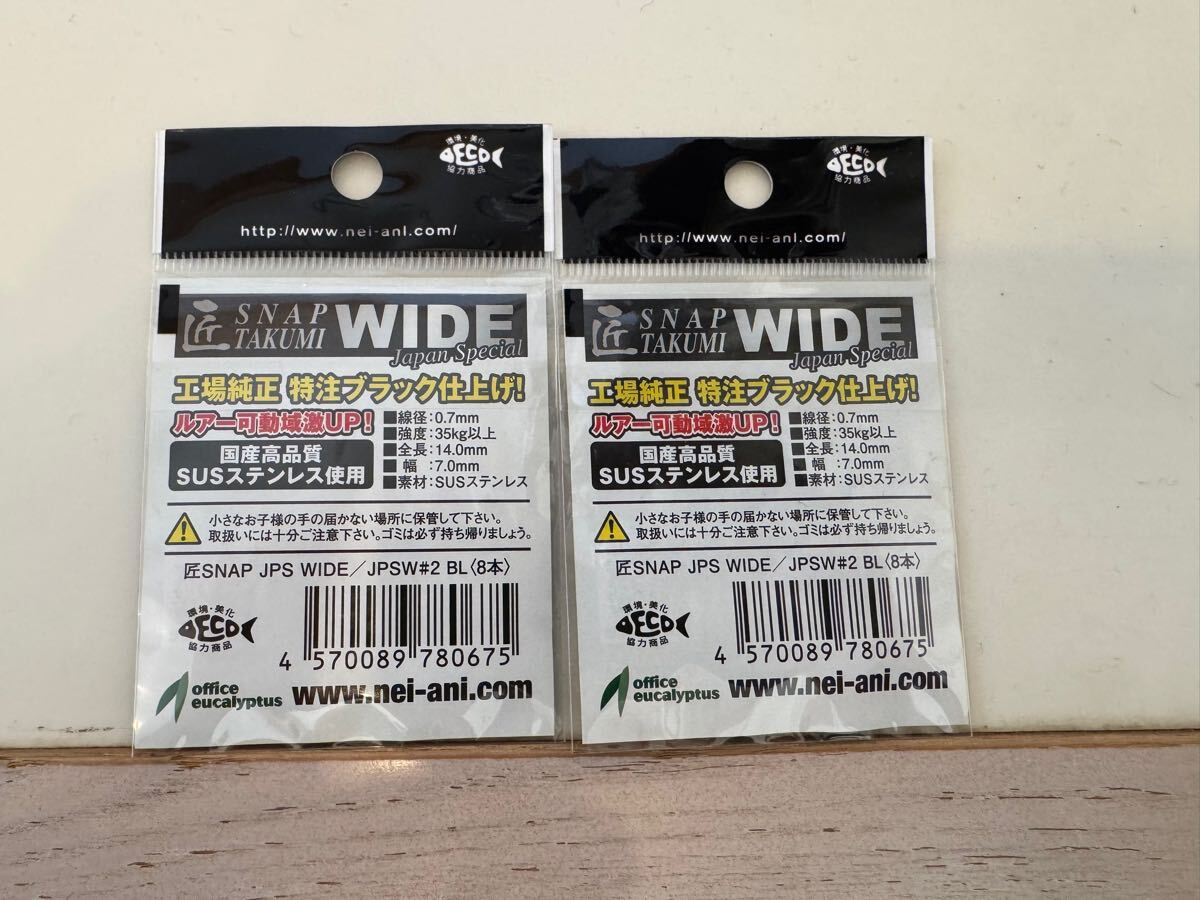 環境・美化
ECO
協力商品
http://www.nei-ani.com/
匠 SNAP TAKUMI WIDE
Japan Special
工場純正 特注ブラック仕上げ!
ルアー可動域激UP!
国産高品質
SUSステンレス使用
■線径:0.7mm
■強度:35kg以上
■全長:14.0mm
■幅:7.0mm
■素材:SUSステンレス
小さなお子様の手の届かない場所に保管して下さい。
取扱いには十分ご注意下さい。ゴミは必ず持ち帰りましょう。
匠SNAP JPS WIDE/JPSW#2 BL〈8本〉
環境・美化
ECO
協力商品
4 570089 780675
office
eucalyptus
www.nei-ani.com
環境・美化
ECO
協力商品
http://www.nei-ani.com/
匠 SNAP TAKUMI WIDE
Japan Special
工場純正 特注ブラック仕上げ!
ルアー可動域激UP!
国産高品質
SUSステンレス使用
■線径:0.7mm
■強度:35kg以上
■全長:14.0mm
■幅:7.0mm
■素材:SUSステンレス
小さなお子様の手の届かない場所に保管して下さい。
取扱いには十分ご注意下さい。ゴミは必ず持ち帰りましょう。
匠SNAP JPS WIDE/JPSW#2 BL〈8本〉
環境・美化
ECO
協力商品
4 570089 780675
office
eucalyptus
www.nei-ani.com